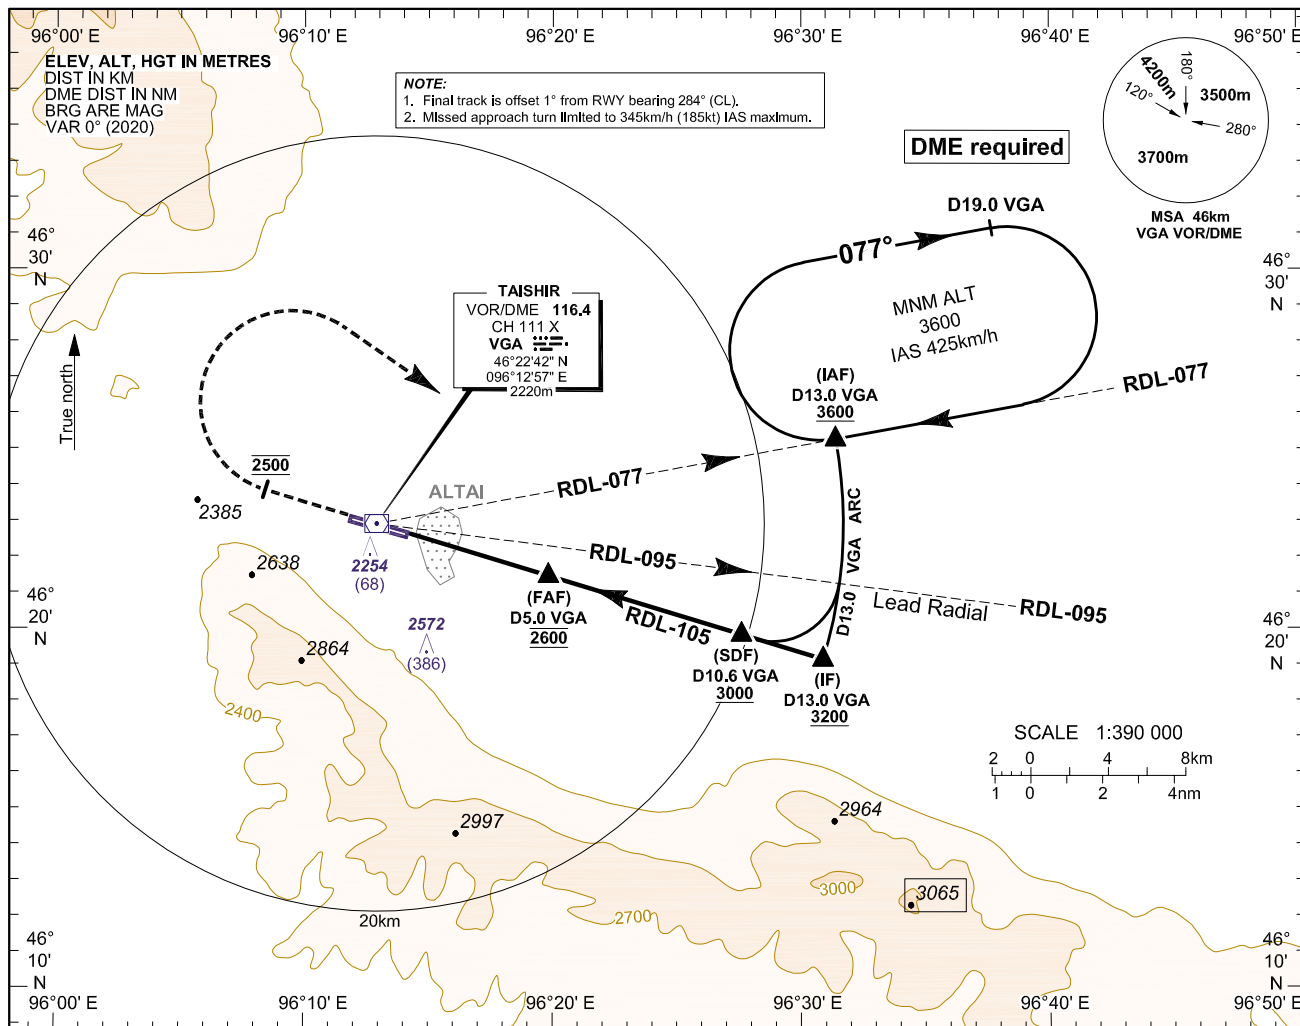 96°00' E
96°10' E
96°20' E
96°30' E
96°40' E
96°50' E
ELEV, ALT, HGT IN METRES
DIST IN KM
DME DIST IN NM
BRG ARE MAG
VAR 0° (2020)
NOTE:
1. Final track is offset 1° from RWY bearing 284° (CL).
2. Missed approach turn limited to 345km/h (185kt) IAS maximum.
DME required
4200m
180°
120°
3500m
280°
3700m
MSA 46km
VGA VOR/DME
46°
30'
N
46°
30'
N
True north
D19.0 VGA
077°
MNM ALT
3600
IAS 425km/h
TAISHIR
VOR/DME 116.4
CH 111 X
VGA
46°22'42" N
096°12'57" E
2220m
(IAF)
D13.0 VGA
3600
RDL-077
RDL-077
2500
ALTAI
2385
2254
(68)
2638
RDL-095
RDL-095
D13.0 VGA ARC
Lead Radial
(FAF)
D5.0 VGA
2600
RDL-105
(SDF)
D10.6 VGA
3000
(IF)
D13.0 VGA
3200
46°
20'
N
46°
20'
N
2572
(386)
2864
2400
SCALE 1:390 000
2 0 4 8km
1 0 2 4nm
2997
2964
3000
3065
2700
20km
46°
10'
N
46°
10'
N
96°00' E
96°10' E
96°20' E
96°30' E
96°40' E
96°50' E